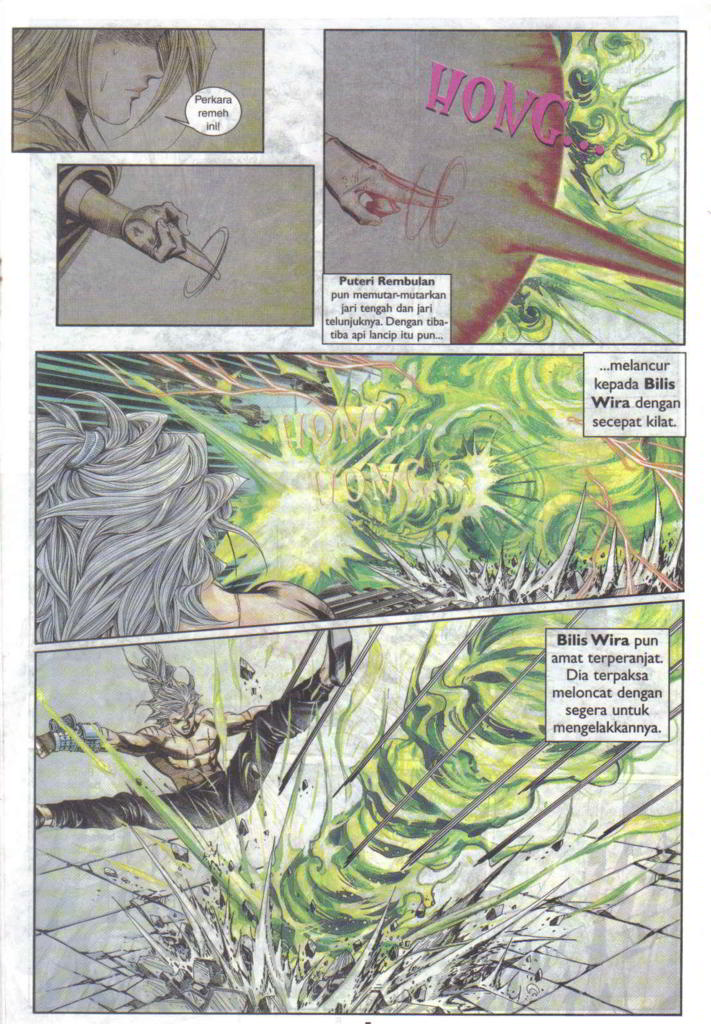 Perkara
remeh
ini!
HONG...
Puteri Rembulan
pun memutar-mutarkan
jari tengah dan jari
telunjuknya. Dengan tiba-
tiba api lancip itu pun...
...melancur
kepada Bilis
Wira dengan
secepat kilat.
HONG...
HONG...
Bilis Wira pun
amat terperanjat.
Dia terpaksa
meloncat dengan
segera untuk
mengelakkannya.